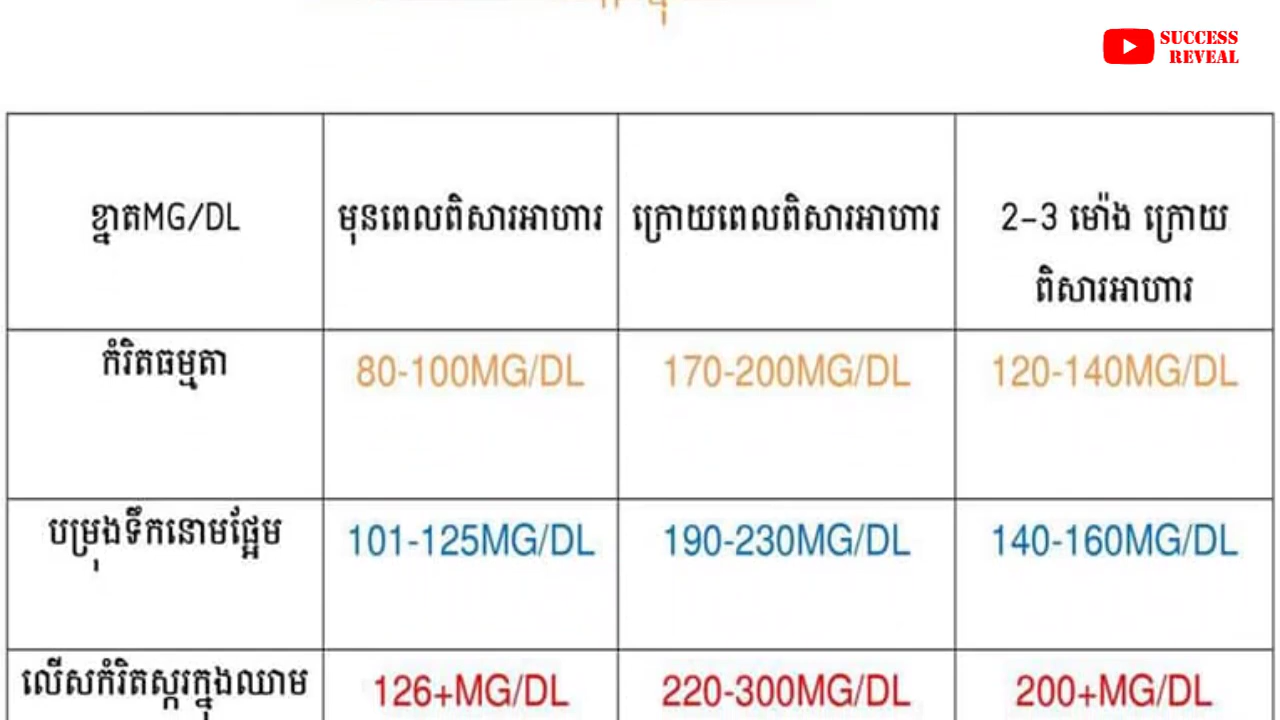 SUCCESS
REVEAL
ខ្នាតMG/DL
មុនពេលពិសារអាហារ
ក្រោយពេលពិសារអាហារ
2-3 ម៉ោង ក្រោយ
ពិសារអាហារ
កំរិតធម្មតា
80-100MG/DL
170-200MG/DL
120-140MG/DL
បម្រុងទឹកនោមផ្អែម
101-125MG/DL
190-230MG/DL
140-160MG/DL
លើសកំរិតស្ករក្នុងឈាម
126+MG/DL
220-300MG/DL
200+MG/DL